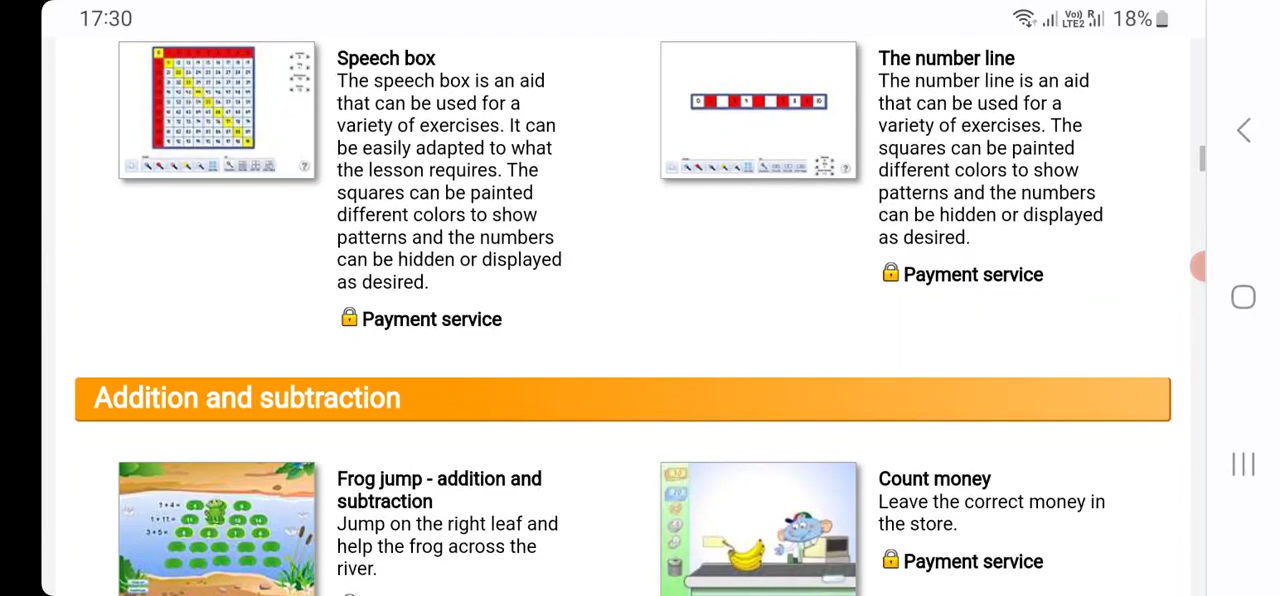 17:30
Vo)) R
LTE2
18%
Speech box
The speech box is an aid
that can be used for a
variety of exercises. It can
be easily adapted to what
the lesson requires. The
squares can be painted
different colors to show
patterns and the numbers
can be hidden or displayed
as desired.
Payment service
The number line
The number line is an aid
that can be used for a
variety of exercises. The
squares can be painted
different colors to show
patterns and the numbers
can be hidden or displayed
as desired.
Payment service
Addition and subtraction
Frog jump - addition and
subtraction
Jump on the right leaf and
help the frog across the
river.
Count money
Leave the correct money in
the store.
Payment service